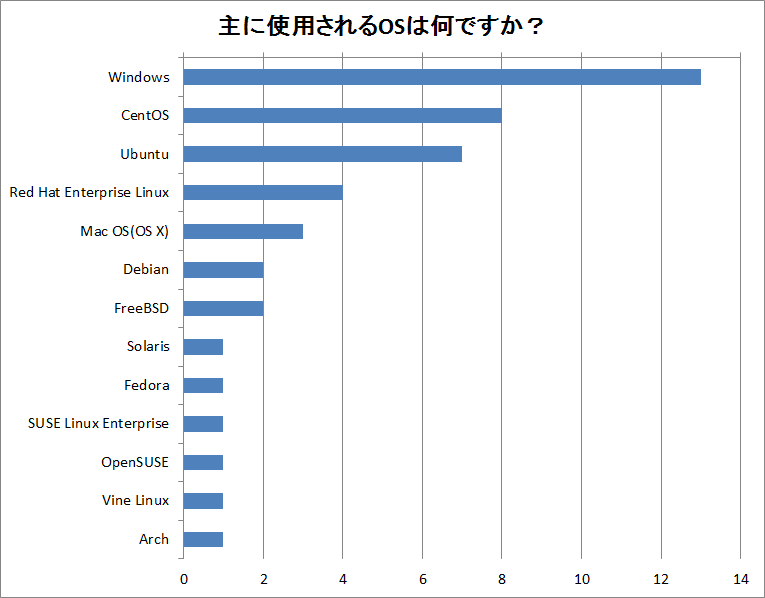 主に使用されるOSは何ですか？
Windows
CentOS
Ubuntu
Red Hat Enterprise Linux
Mac OS(OS X)
Debian
FreeBSD
Solaris
Fedora
SUSE Linux Enterprise
OpenSUSE
Vine Linux
Arch
0 2 4 6 8 10 12 14